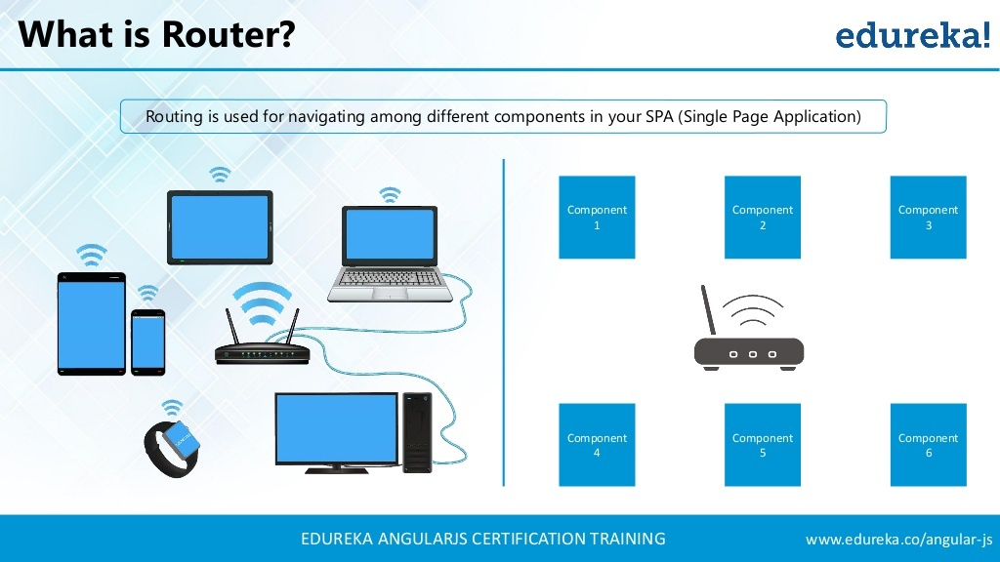 What is Router?
edureka!
Routing is used for navigating among different components in your SPA (Single Page Application)
Component
1
Component
2
Component
3
Component
4
Component
5
Component
6
EDUREKA ANGULARJS CERTIFICATION TRAINING
www.edureka.co/angular-js